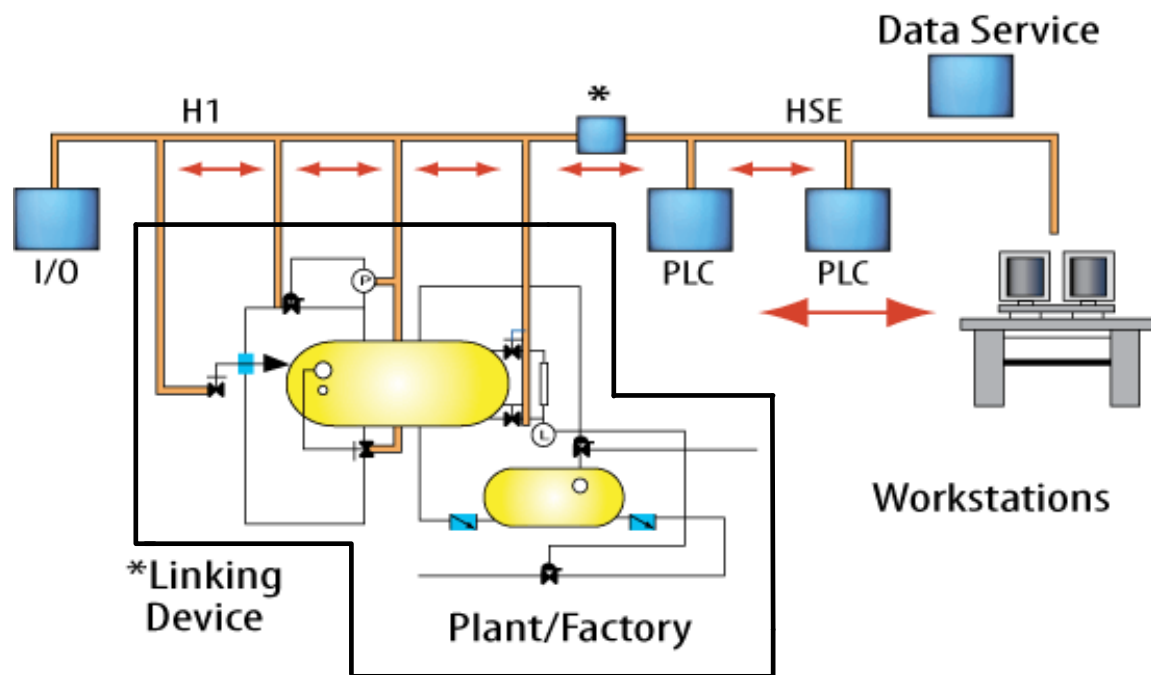 Data Service
*
H1
HSE
I/O
PLC
PLC
P
L
Workstations
*Linking
Device
Plant/Factory